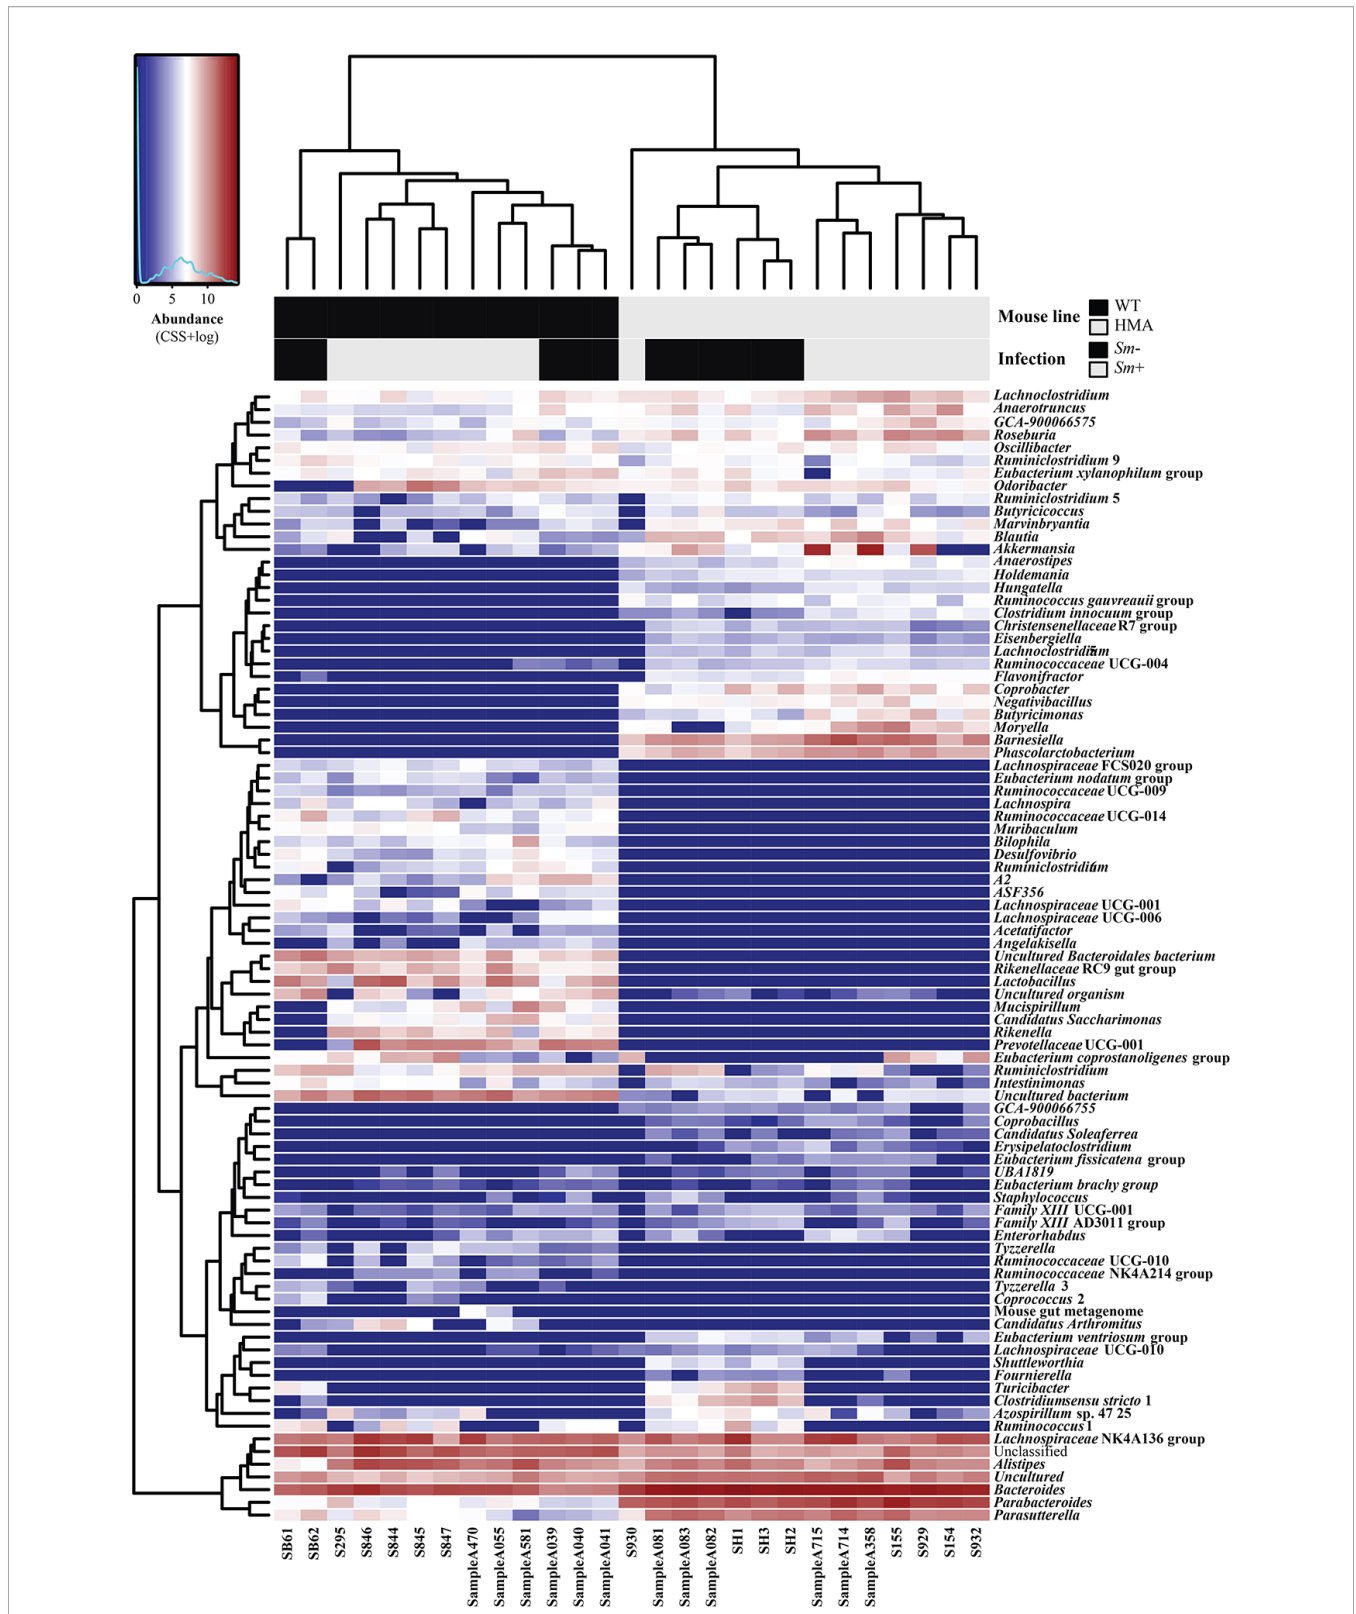 0 5 10
Abundance
(CSS+log)
Mouse line
WT
HMA
Infection
Sm-
Sm+
Lachnoclostridium
Anaerotruncus
GCA-900066575
Roseburia
Oscillibacter
Ruminiclostridium 9
Eubacterium xylanophilum group
Odoribacter
Ruminiclostridium 5
Butyricicoccus
Marvinbryantia
Blautia
Akkermansia
Anaerostipes
Holdemania
Hungatella
Ruminococcus gauvreauii group
Clostridium innocuum group
Christensenellaceae R7 group
Eisenbergiella
Lachnoclostridium 5
Ruminococcaceae UCG-004
Flavonifractor
Coprobacter
Negativibacillus
Butyricimonas
Moryella
Barnesiella
Phascolarctobacterium
Lachnospiraceae FCS020 group
Eubacterium nodatum group
Ruminococcaceae UCG-009
Lachnospira
Ruminococcaceae UCG-014
Muribaculum
Bilophila
Desulfovibrio
Ruminiclostridium 6
A2
ASF356
Lachnospiraceae UCG-001
Lachnospiraceae UCG-006
Acetatifactor
Angelakisella
Uncultured Bacteroidales bacterium
Rikenellaceae RC9 gut group
Lactobacillus
Uncultured organism
Mucispirillum
Candidatus Saccharimonas
Rikenella
Prevotellaceae UCG-001
Eubacterium coprostanoligenes group
Ruminiclostridium
Intestinimonas
Uncultured bacterium
GCA-900066755
Coprobacillus
Candidatus Soleaferrea
Erysipelatoclostridium
Eubacterium fissicatena group
UBA1819
Eubacterium brachy group
Staphylococcus
Family XIII UCG-001
Family XIII AD3011 group
Enterorhabdus
Tyzzerella
Ruminococcaceae UCG-010
Ruminococcaceae NK4A214 group
Tyzzerella 3
Coprococcus 2
Mouse gut metagenome
Candidatus Arthromitus
Eubacterium ventriosum group
Lachnospiraceae UCG-010
Shuttleworthia
Fournierella
Turicibacter
Clostridiumsensu stricto 1
Azospirillum sp. 47 25
Ruminococcus 1
Lachnospiraceae NK4A136 group
Unclassified
Alistipes
Uncultured
Bacteroides
Parabacteroides
Parasutterella
SB61
SB62
S295
S846
S844
S845
S847
SampleA470
SampleA055
SampleA581
SampleA039
SampleA040
SampleA041
S930
SampleA081
SampleA083
SampleA082
SH1
SH3
SH2
SampleA715
SampleA714
SampleA358
S155
S929
S154
S932